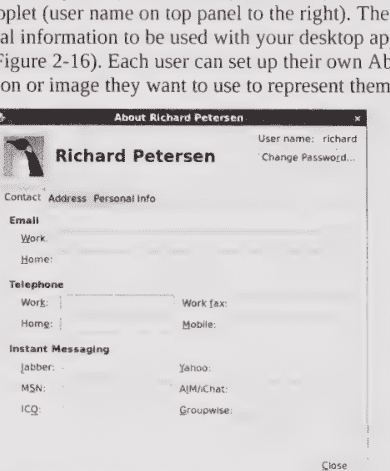 pplet (user name on top panel to the right). The
al information to be used with your desktop ap
Figure 2-16). Each user can set up their own Ab
on or image they want to use to represent them
About Richard Petersen
User name: richard
Richard Petersen
Change Password...
Contact Address Personal Info
Email
Work:
Home:
Telephone
Work: Work fax:
Home: Mobile:
Instant Messaging
Jabber: Yahoo:
MSN: AIM/iChat:
ICQ: Groupwise:
Close